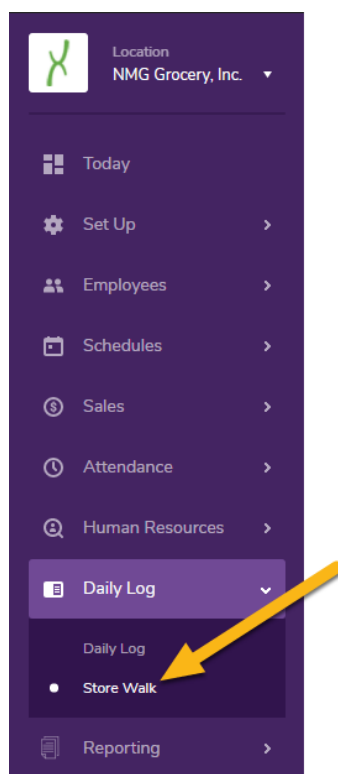 Location
NMG Grocery, Inc.
Today
Set Up
Employees
Schedules
Sales
Attendance
Human Resources
Daily Log
Daily Log
Store Walk
Reporting